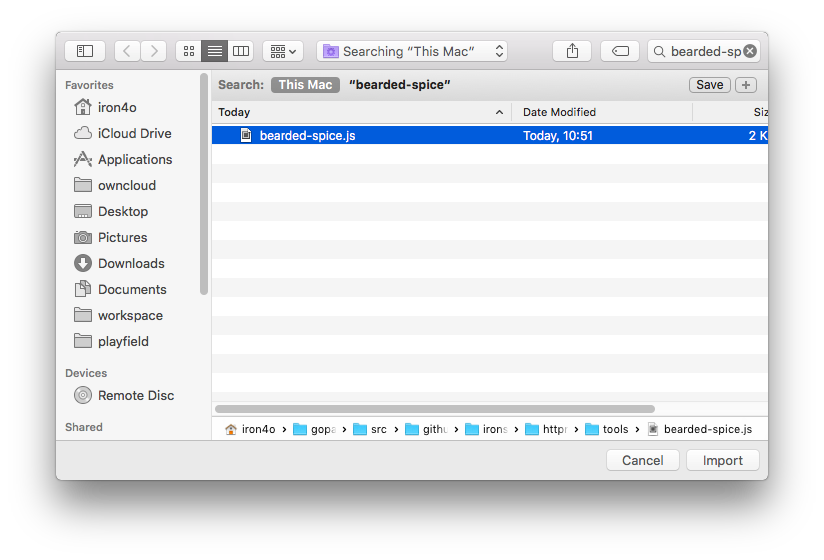 Searching “This Mac”
bearded-sp
Favorites
iron4o
iCloud Drive
Applications
owncloud
Desktop
Pictures
Downloads
Documents
workspace
playfield
Devices
Remote Disc
Shared
Search: This Mac “bearded-spice” Save +
Today Date Modified Siz
bearded-spice.js Today, 10:51 2 K
iron4o › gopa › src › githu › irons › httpr › tools › bearded-spice.js
Cancel Import